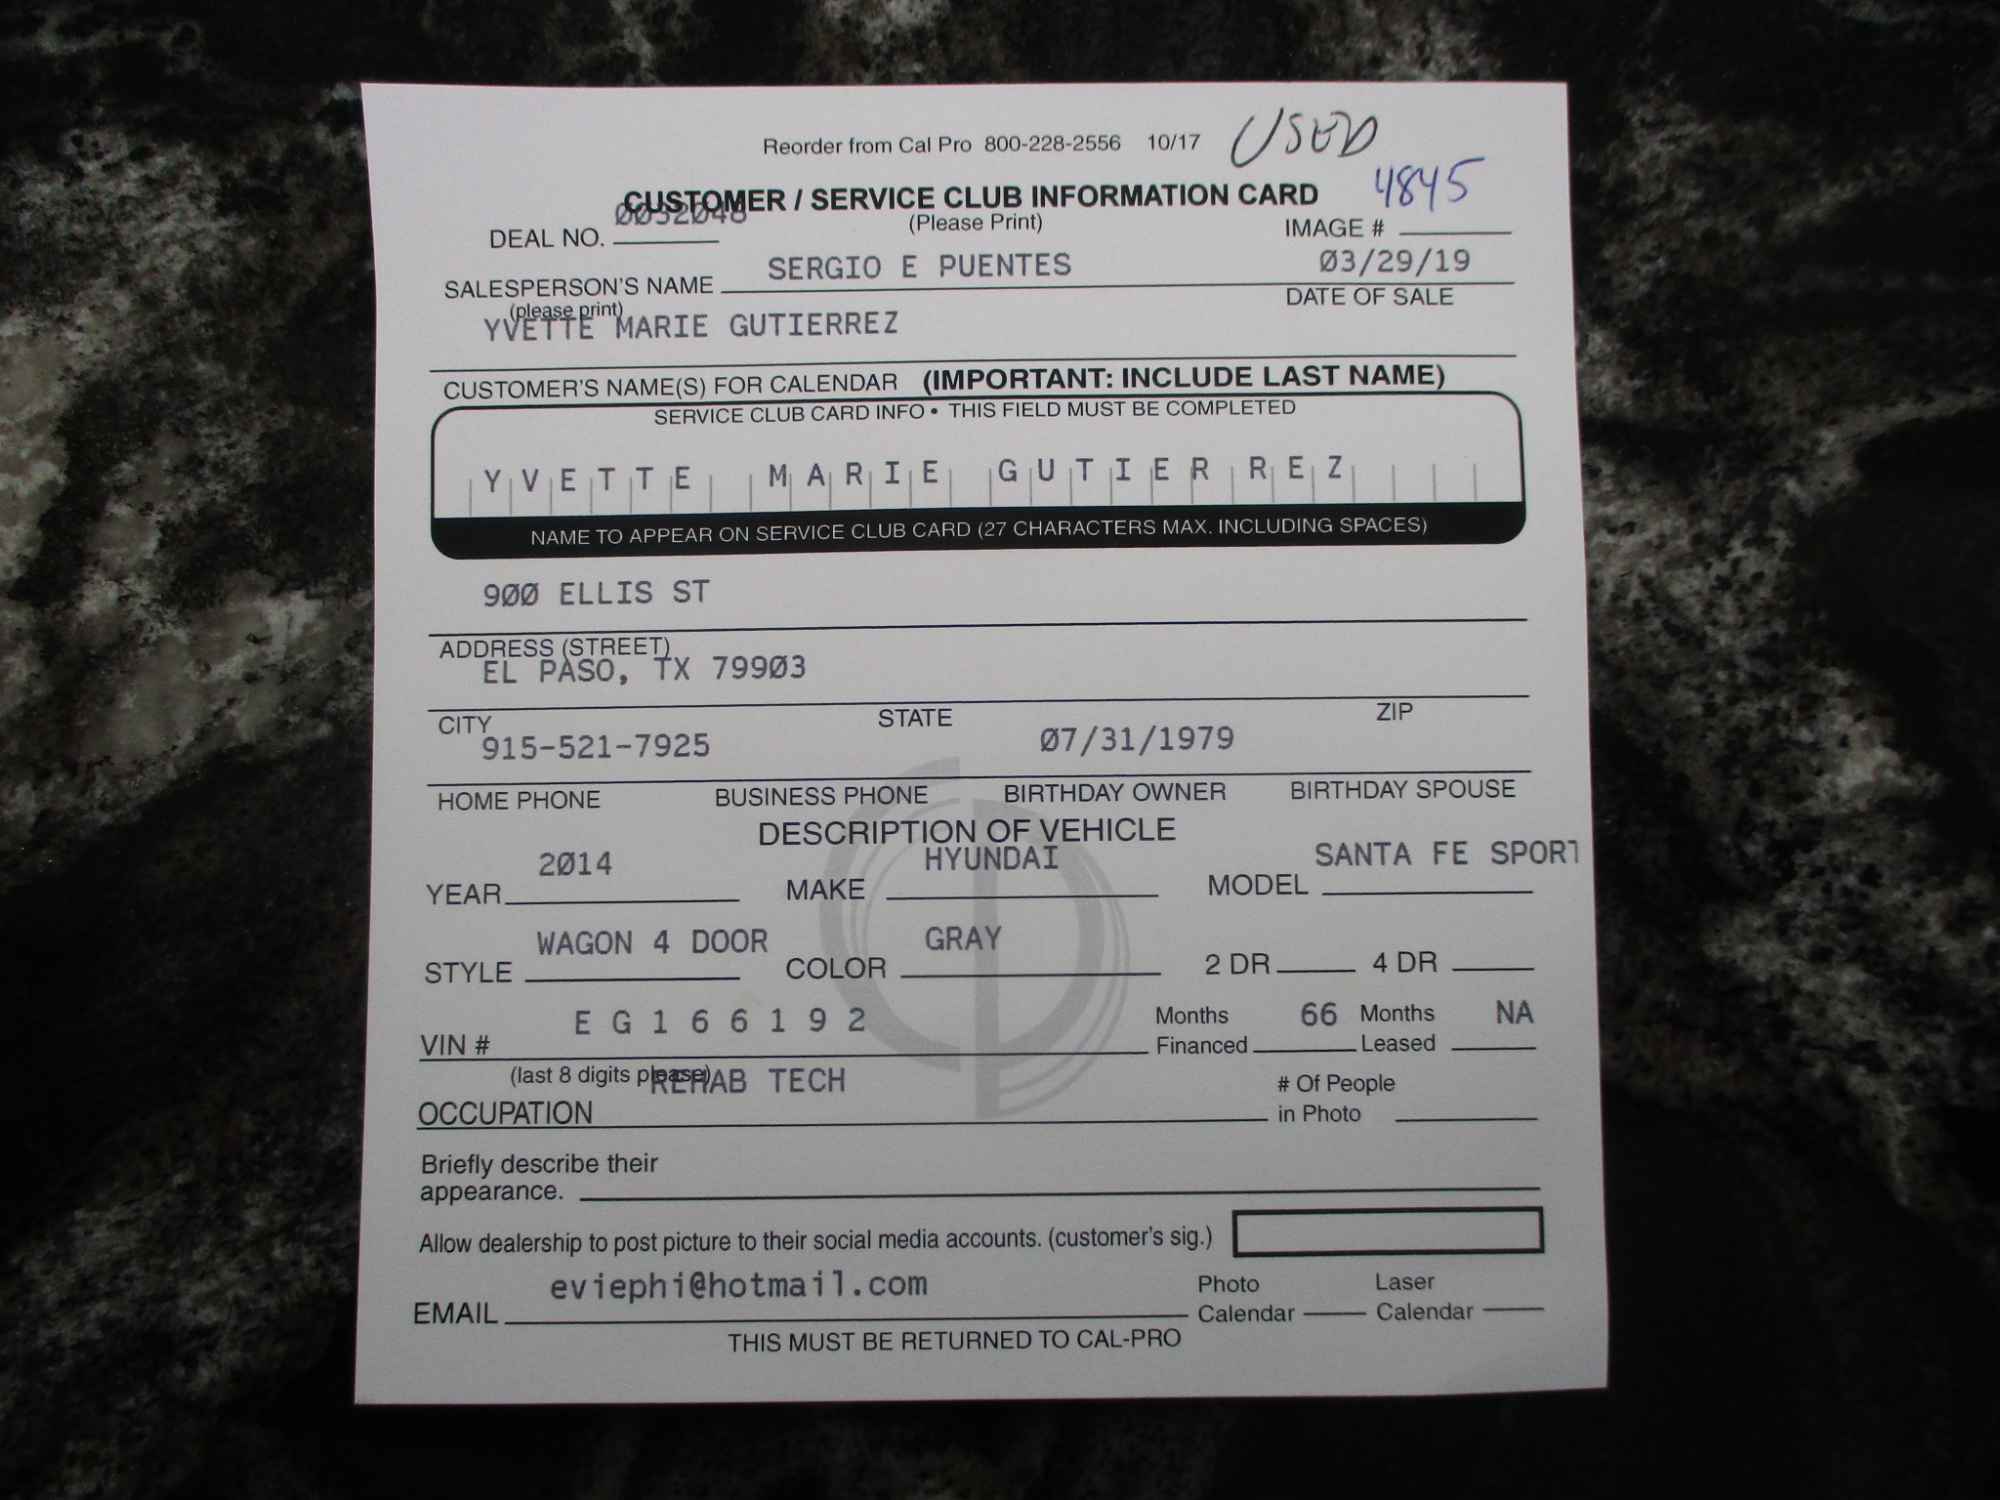 Reorder from Cal Pro 800-228-2556 10/17 USED
CUSTOMER / SERVICE CLUB INFORMATION CARD 4845
0032048
DEAL NO. (Please Print) IMAGE #
SERGIO E PUENTES 03/29/19
SALESPERSON'S NAME DATE OF SALE
(please print)
YVETTE MARIE GUTIERREZ
CUSTOMER'S NAME(S) FOR CALENDAR (IMPORTANT: INCLUDE LAST NAME)
SERVICE CLUB CARD INFO • THIS FIELD MUST BE COMPLETED
YVETTE MARIE GUTIERREZ
NAME TO APPEAR ON SERVICE CLUB CARD (27 CHARACTERS MAX. INCLUDING SPACES)
900 ELLIS ST
ADDRESS (STREET)
EL PASO, TX 79903
CITY STATE ZIP
915-521-7925 07/31/1979
HOME PHONE BUSINESS PHONE BIRTHDAY OWNER BIRTHDAY SPOUSE
DESCRIPTION OF VEHICLE
2014 HYUNDAI SANTA FE SPORT
YEAR MAKE MODEL
WAGON 4 DOOR GRAY
STYLE COLOR 2 DR 4 DR
EG166192 Months 66 Months NA
VIN # Financed Leased
(last 8 digits please) REHAB TECH # Of People
OCCUPATION in Photo
Briefly describe their
appearance.
Allow dealership to post picture to their social media accounts. (customer's sig.)
eviephi@hotmail.com Photo Laser
EMAIL Calendar Calendar
THIS MUST BE RETURNED TO CAL-PRO